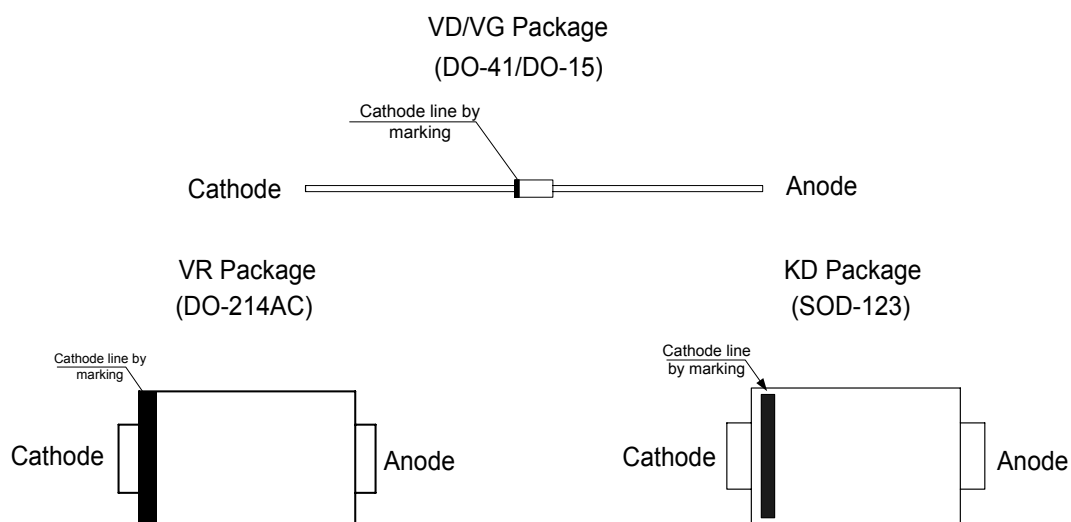 VD/VG Package
(DO-41/DO-15)
Cathode line by
marking
Cathode
Anode
VR Package
(DO-214AC)
Cathode line by
marking
Cathode
Anode
KD Package
(SOD-123)
Cathode line
by marking
Cathode
Anode